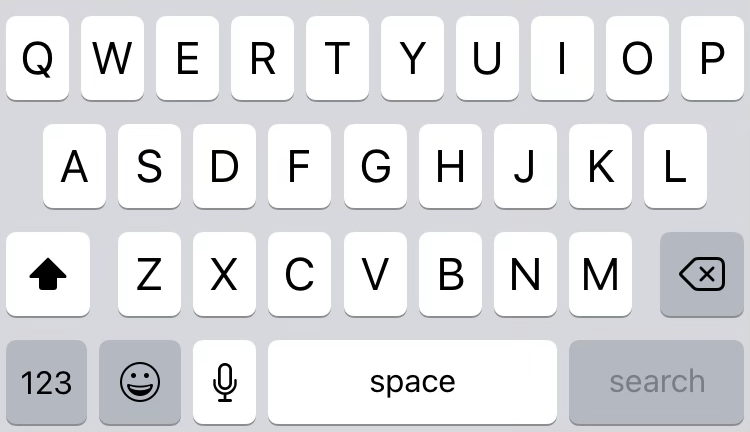 Q W E R T Y U I O P
A S D F G H J K L
Z X C V B N M
123 space search